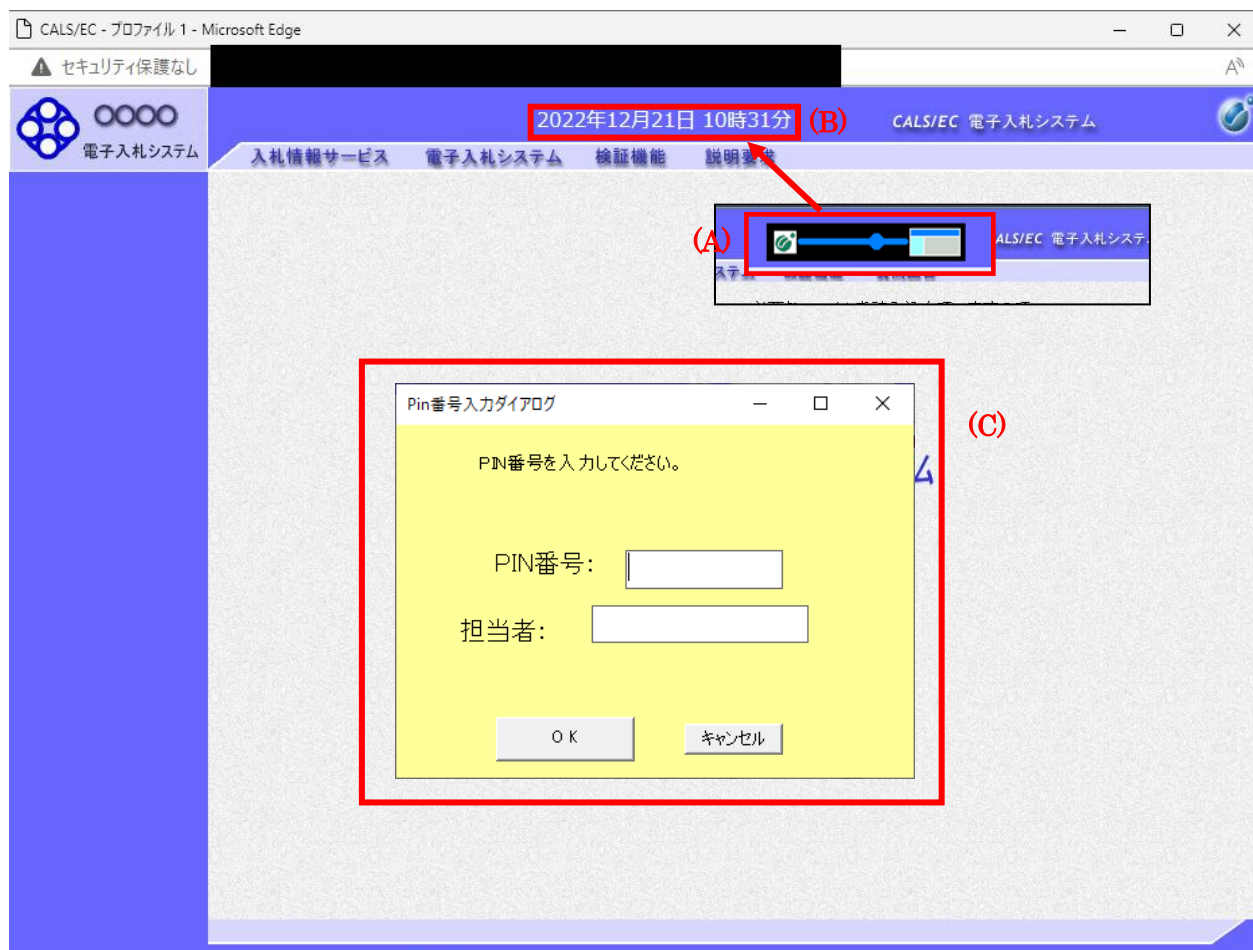 CALS/EC - プロファイル 1 - Microsoft Edge
セキュリティ保護なし
〇〇〇〇
電子入札システム
2022年12月21日 10時31分
(B)
CALS/EC 電子入札システム
入札情報サービス 電子入札システム 検証機能 説明要求
(A)
ALS/EC 電子入札システ
ステム
(C)
Pin番号入力ダイアログ
PIN番号を入力してください。
ム
PIN番号:
担当者:
OK
キャンセル